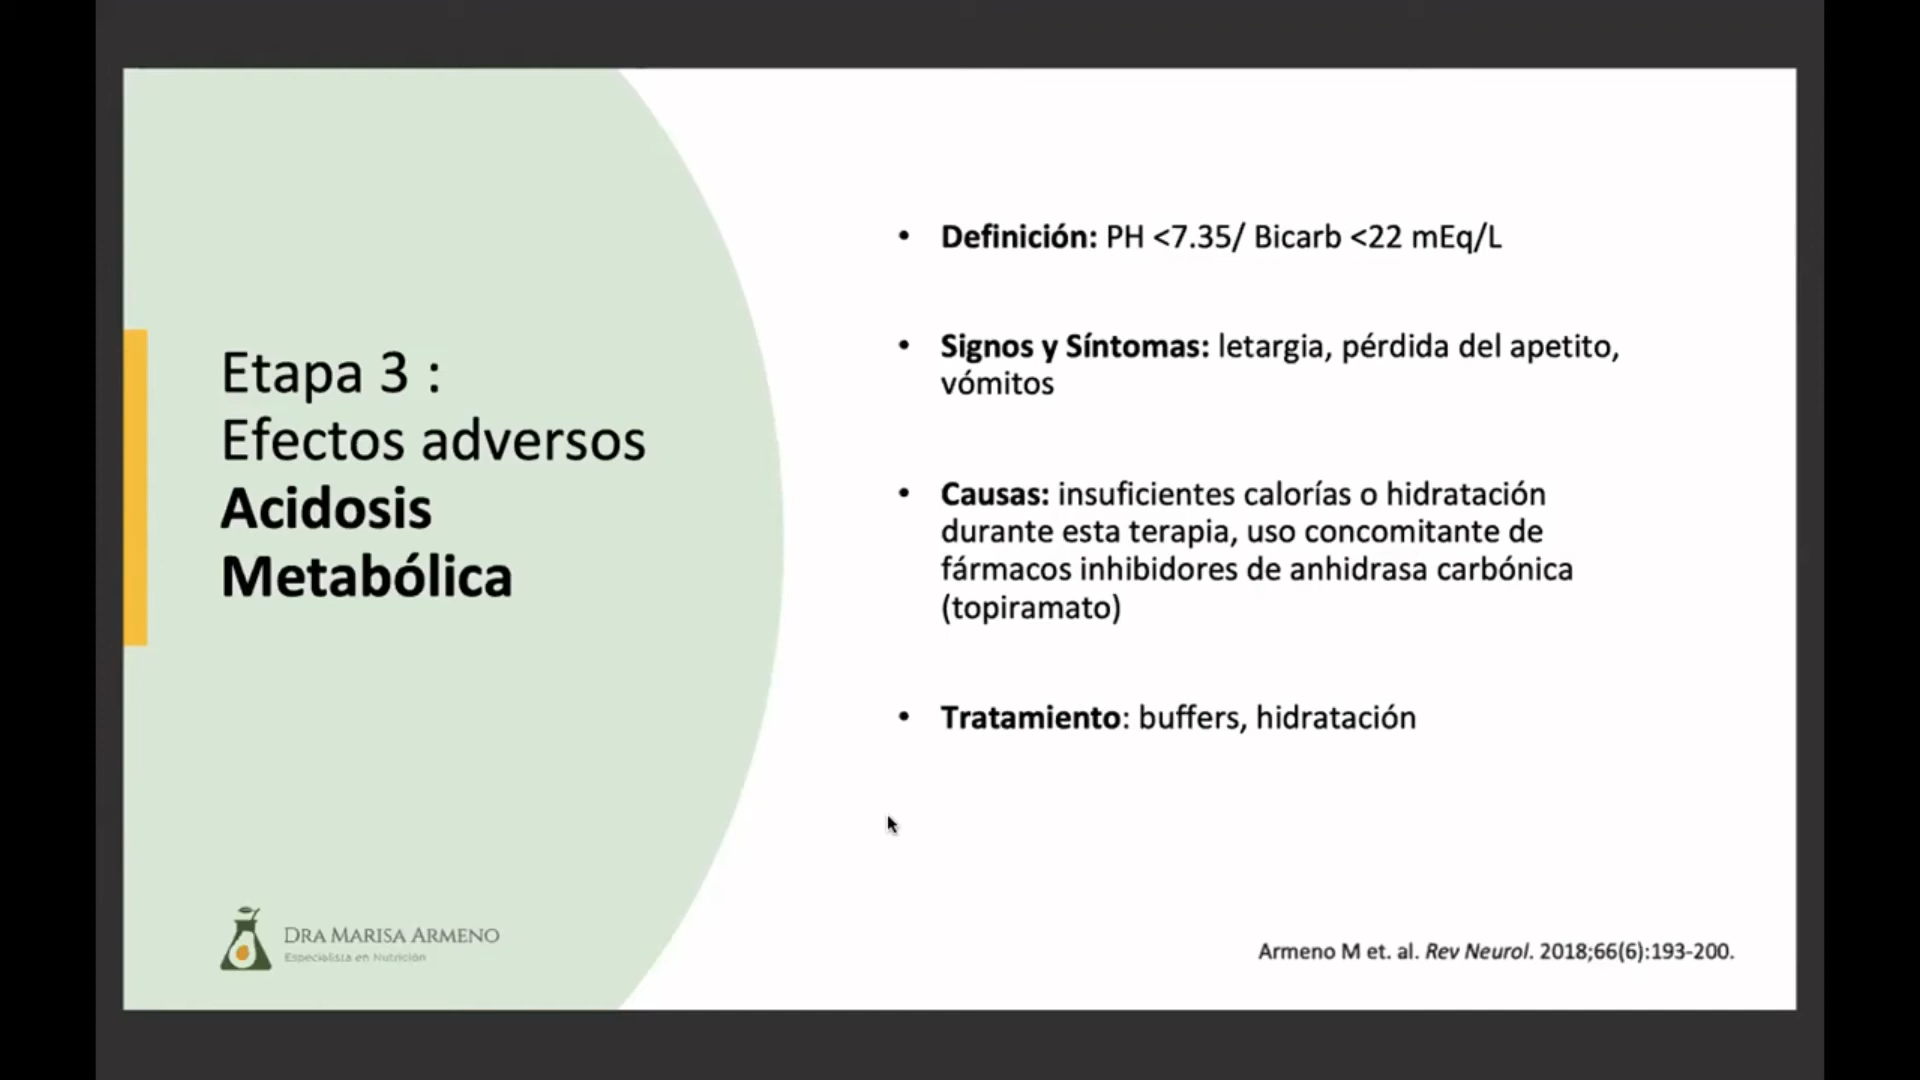 Etapa 3 :
Efectos adversos
Acidosis
Metabólica
• Definición: PH <7.35/ Bicarb <22 mEq/L
• Signos y Síntomas: letargia, pérdida del apetito,
vómitos
• Causas: insuficientes calorías o hidratación
durante esta terapia, uso concomitante de
fármacos inhibidores de anhidrasa carbónica
(topiramato)
• Tratamiento: buffers, hidratación
DRA MARISA ARMENO
Especialista en Nutrición
Armeno M et. al. Rev Neurol. 2018;66(6):193-200.